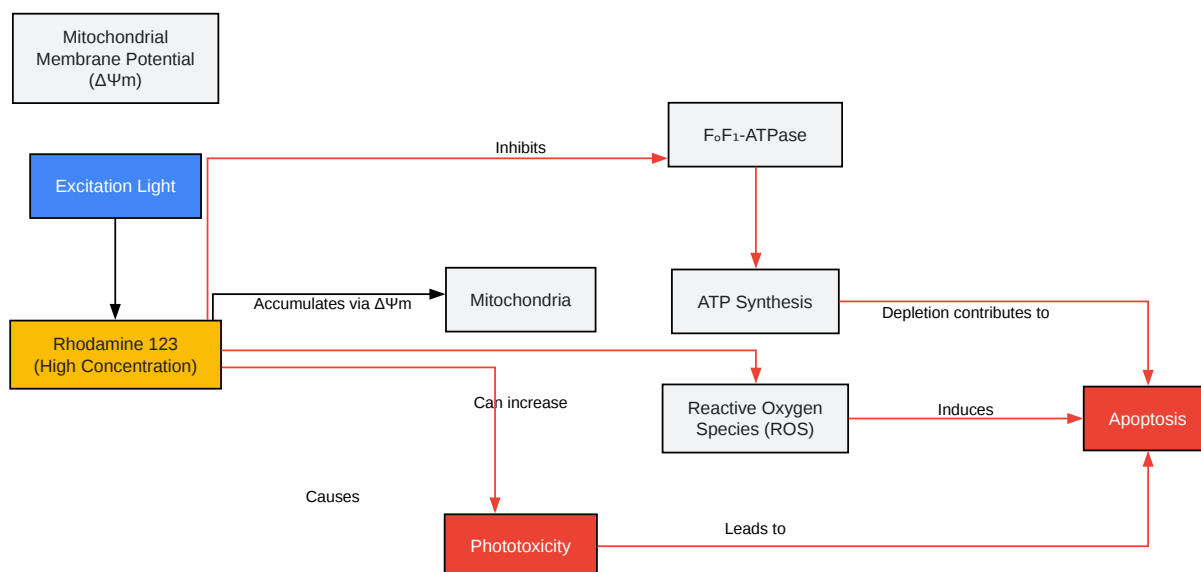 Mitochondrial
Membrane Potential
(ΔΨm)
Excitation Light
Inhibits
FₒF₁-ATPase
Accumulates via ΔΨm
Mitochondria
ATP Synthesis
Depletion contributes to
Rhodamine 123
(High Concentration)
Can increase
Reactive Oxygen
Species (ROS)
Induces
Apoptosis
Causes
Phototoxicity
Leads to